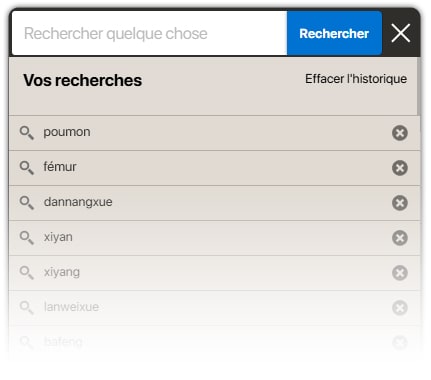 Rechercher quelque chose
Rechercher
Vos recherches
Effacer l'historique
poumon
fémur
dannangxue
xiyan
xiyang
lanweixue
bafeng